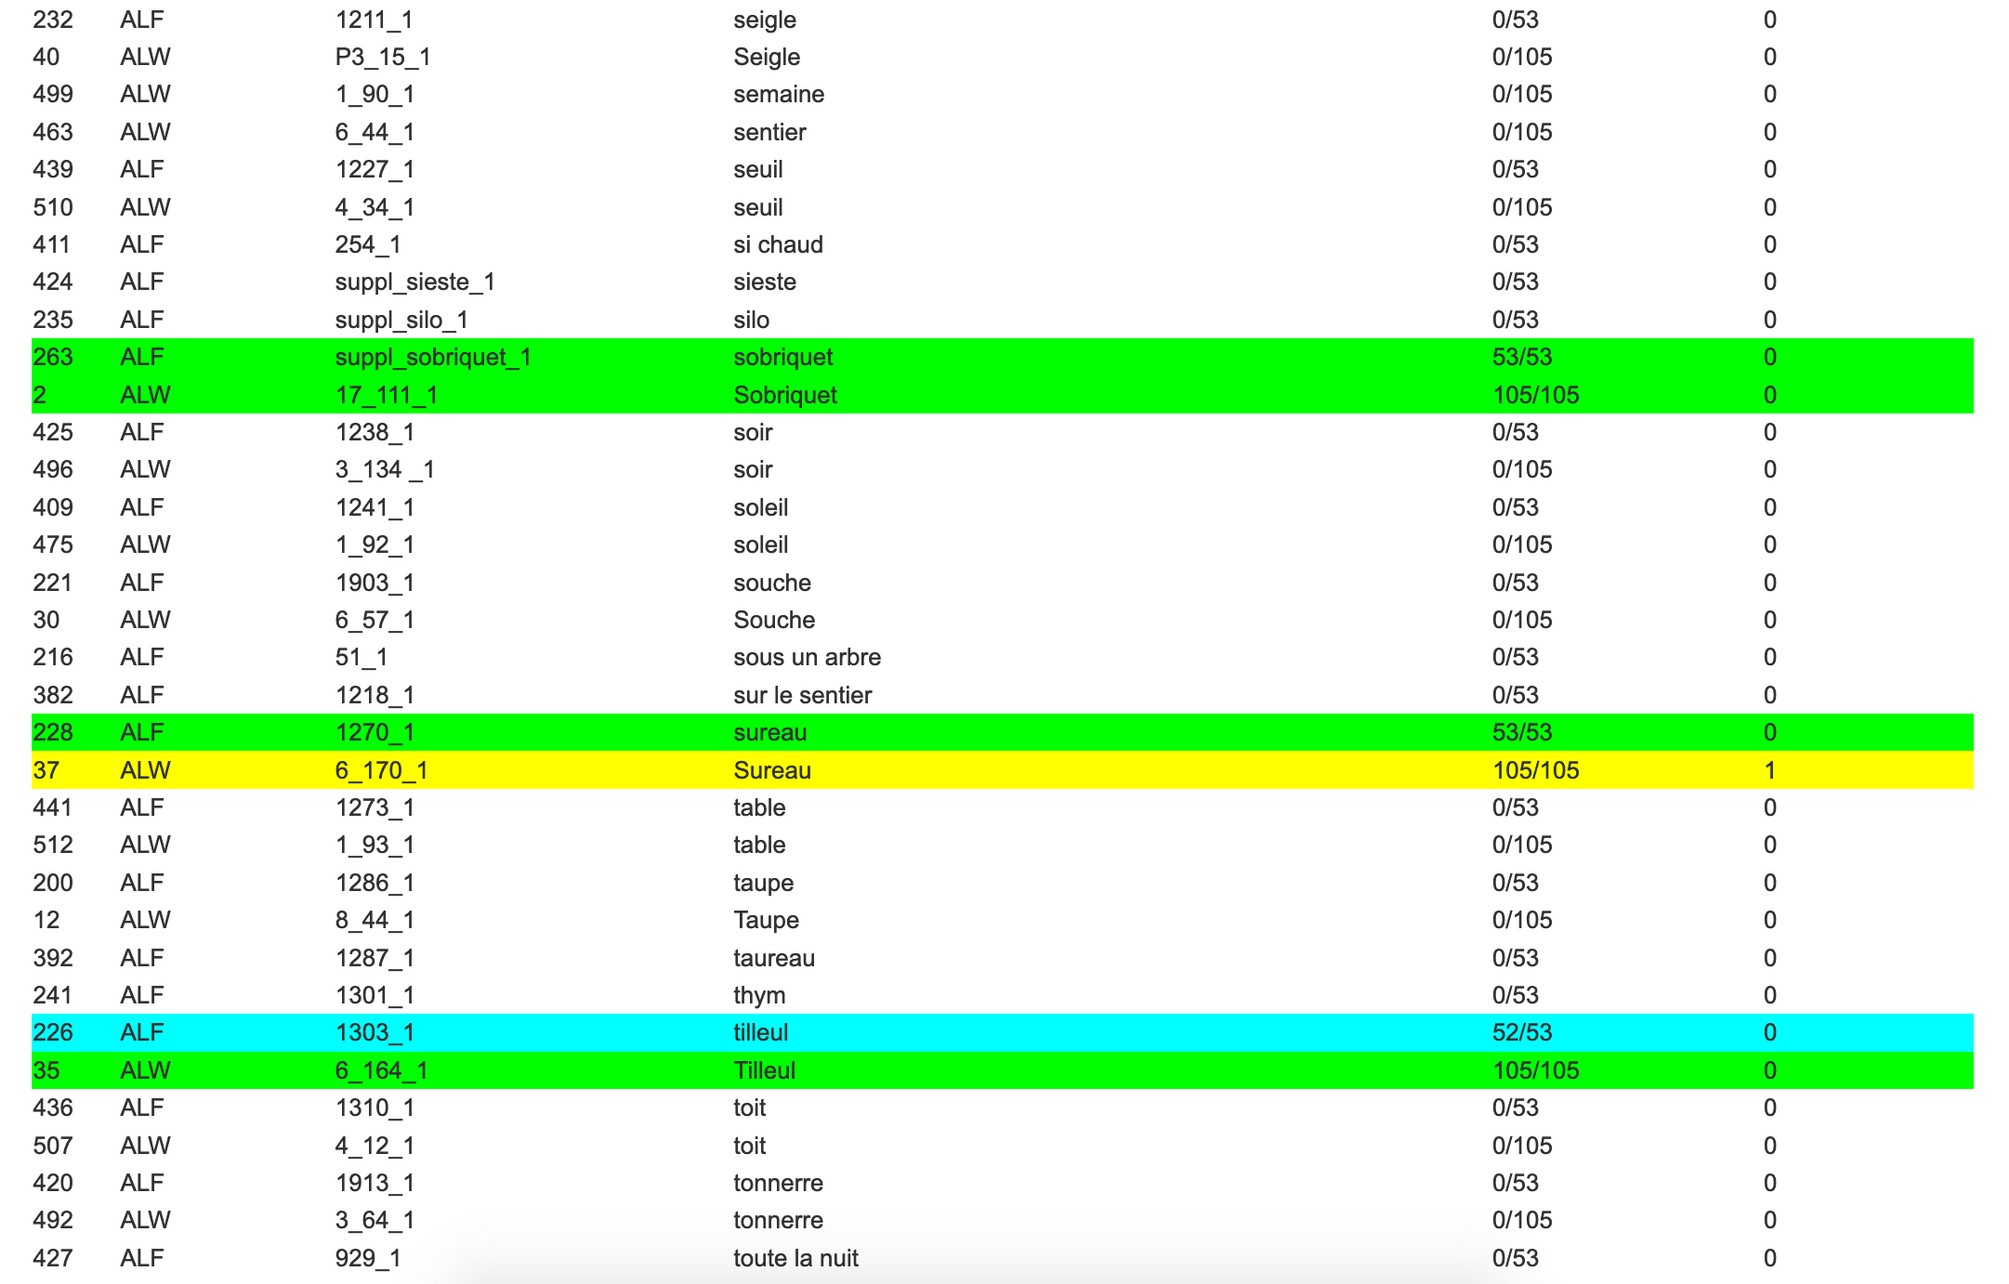 232 ALF 1211_1 seigle 0/53 0
40 ALW P3_15_1 Seigle 0/105 0
499 ALW 1_90_1 semaine 0/105 0
463 ALW 6_44_1 sentier 0/105 0
439 ALF 1227_1 seuil 0/53 0
510 ALW 4_34_1 seuil 0/105 0
411 ALF 254_1 si chaud 0/53 0
424 ALF suppl_sieste_1 sieste 0/53 0
235 ALF suppl_silo_1 silo 0/53 0
263 ALF suppl_sobriquet_1 sobriquet 53/53 0
2 ALW 17_111_1 Sobriquet 105/105 0
425 ALF 1238_1 soir 0/53 0
496 ALW 3_134 _1 soir 0/105 0
409 ALF 1241_1 soleil 0/53 0
475 ALW 1_92_1 soleil 0/105 0
221 ALF 1903_1 souche 0/53 0
30 ALW 6_57_1 Souche 0/105 0
216 ALF 51_1 sous un arbre 0/53 0
382 ALF 1218_1 sur le sentier 0/53 0
228 ALF 1270_1 sureau 53/53 0
37 ALW 6_170_1 Sureau 105/105 1
441 ALF 1273_1 table 0/53 0
512 ALW 1_93_1 table 0/105 0
200 ALF 1286_1 taupe 0/53 0
12 ALW 8_44_1 Taupe 0/105 0
392 ALF 1287_1 taureau 0/53 0
241 ALF 1301_1 thym 0/53 0
226 ALF 1303_1 tilleul 52/53 0
35 ALW 6_164_1 Tilleul 105/105 0
436 ALF 1310_1 toit 0/53 0
507 ALW 4_12_1 toit 0/105 0
420 ALF 1913_1 tonnerre 0/53 0
492 ALW 3_64_1 tonnerre 0/105 0
427 ALF 929_1 toute la nuit 0/53 0